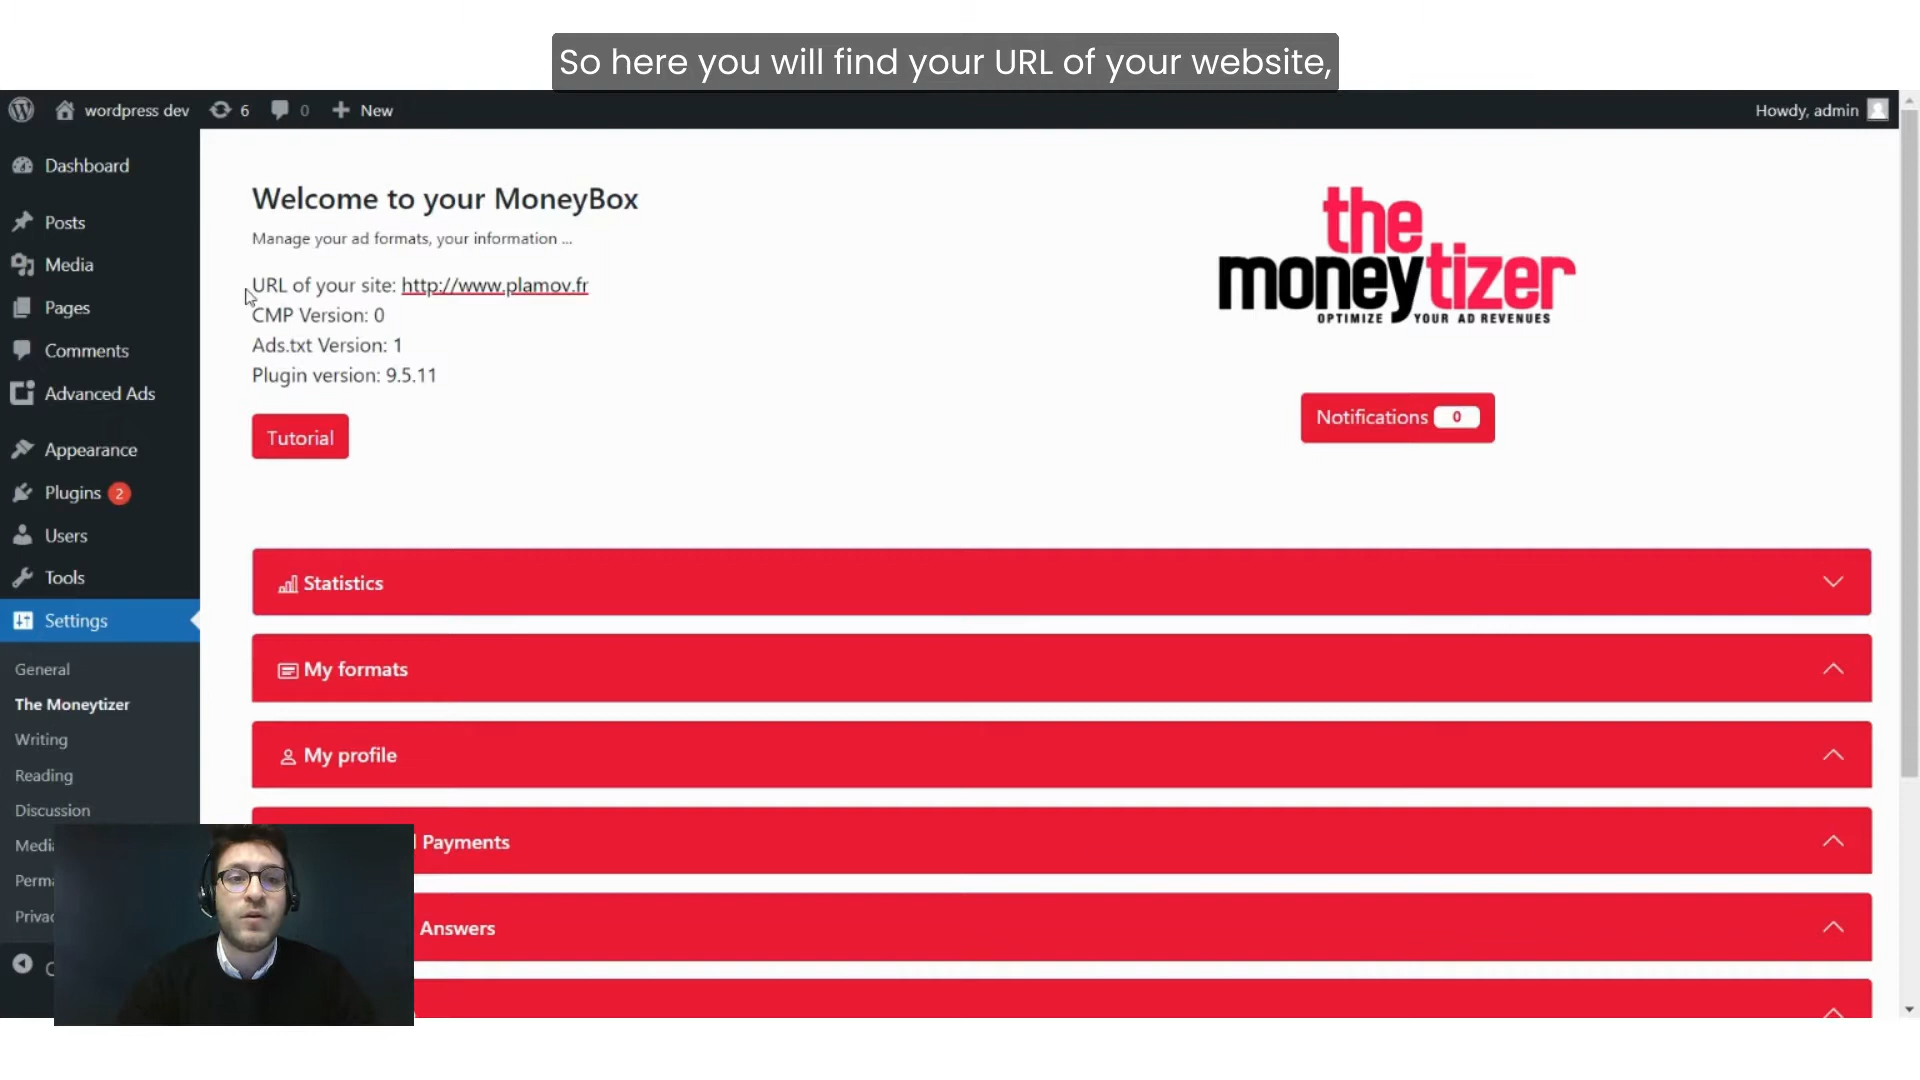 So here you will find your URL of your website,
wordpress dev
6
0
New
Howdy, admin
Dashboard
Posts
Media
Pages
Comments
Advanced Ads
Appearance
Plugins 2
Users
Tools
Settings
General
The Moneytizer
Writing
Reading
Discussion
Welcome to your MoneyBox
Manage your ad formats, your information ...
URL of your site: http://www.plamov.fr
CMP Version: 0
Ads.txt Version: 1
Plugin version: 9.5.11
Tutorial
the
moneytizer
OPTIMIZE YOUR AD REVENUES
Notifications 0
Statistics
My formats
My profile
Payments
Answers